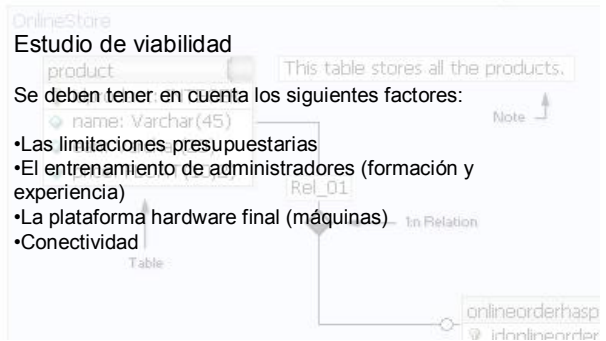 OnlineStore
Estudio de viabilidad
product
This table stores all the products.
Se deben tener en cuenta los siguientes factores:
name: Varchar(45)
Note
•Las limitaciones presupuestarias
•El entrenamiento de administradores (formación y
experiencia)
Rel_01
•La plataforma hardware final (máquinas)
1:n Relation
•Conectividad
Table
onlineorderhasp
idonlineorder